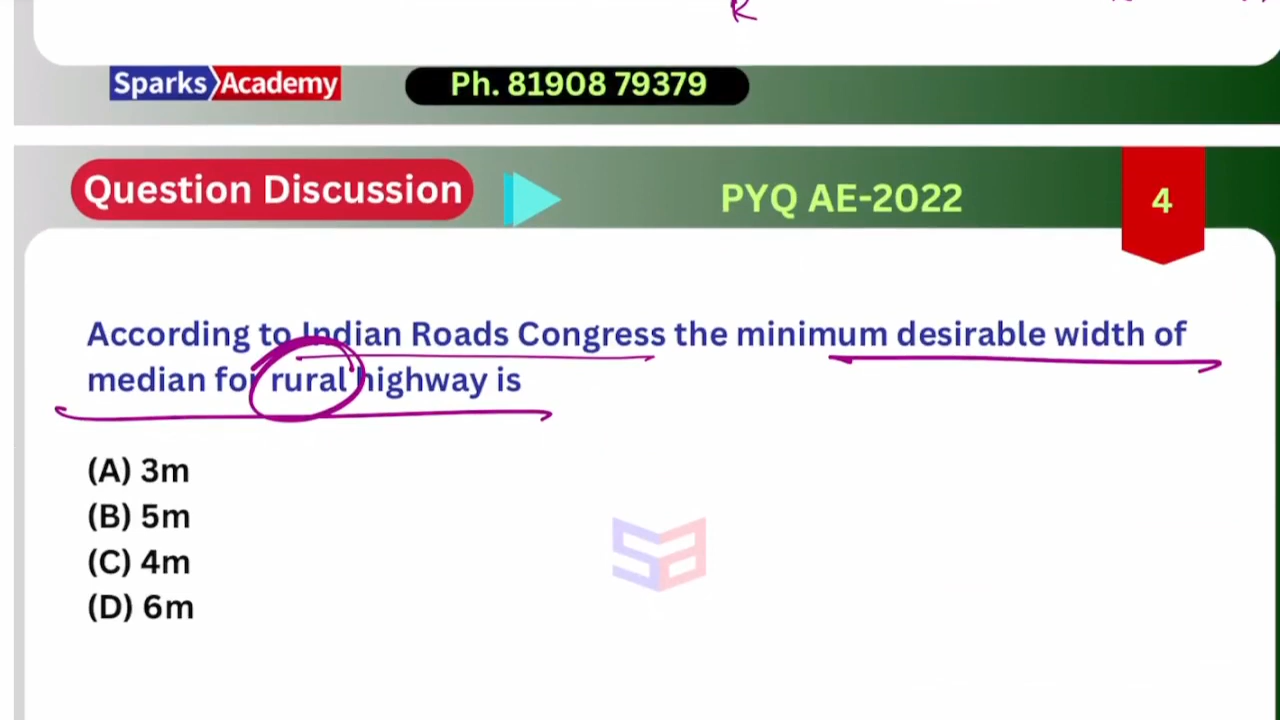 R
Sparks Academy
Ph. 81908 79379
Question Discussion
PYQ AE-2022
4
According to Indian Roads Congress the minimum desirable width of
median for rural highway is
(A) 3m
(B) 5m
(C) 4m
(D) 6m